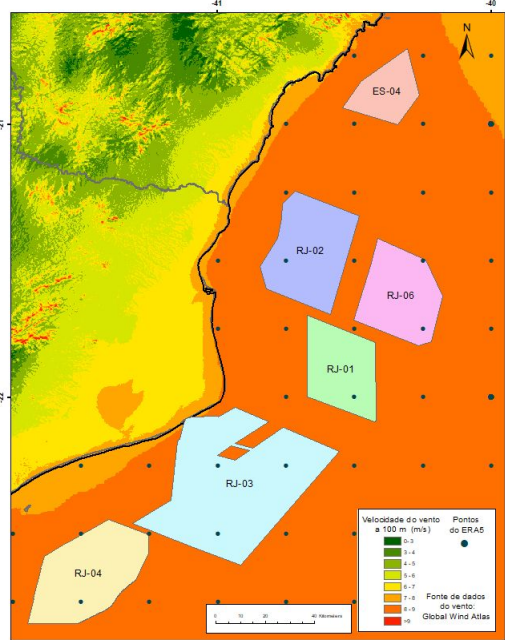 -41
-40
N
-21
ES-04
RJ-02
RJ-06
RJ-01
-22
RJ-03
RJ-04
Velocidade do vento
a 100 m (m/s)
0-3
3 - 4
4 - 5
5 - 6
6 - 7
7 - 8
8 - 9
>9
Pontos
do ERA5
Fonte de dados
do vento:
Global Wind Atlas
0 10 20 40 Kilometers